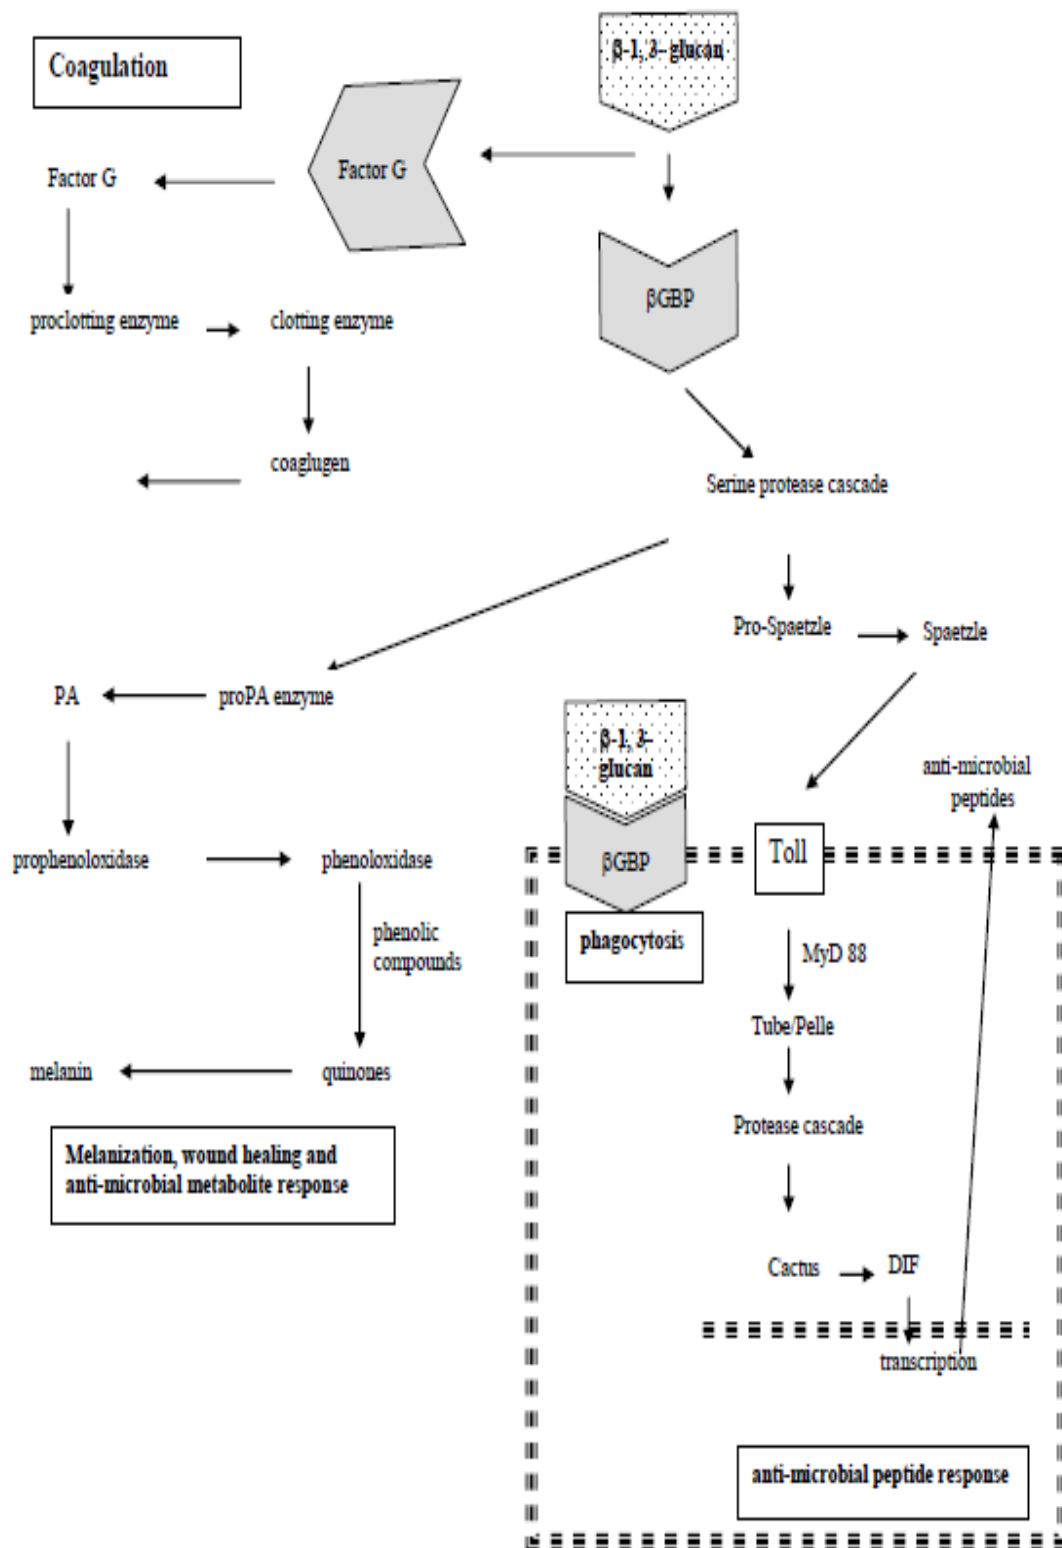 β-1, 3- glucan
Coagulation
Factor G
Factor G
βGBP
proclotting enzyme
clotting enzyme
coaglugen
Serine protease cascade
Pro-Spaetzle
Spaetzle
PA
proPA enzyme
β-1, 3-
glucan
anti-microbial
peptides
prophenoloxidase
phenoloxidase
βGBP
Toll
phenolic
compounds
phagocytosis
MyD 88
Tube/Pelle
melanin
quinones
Protease cascade
Melanization, wound healing and
anti-microbial metabolite response
Cactus
DIF
transcription
anti-microbial peptide response